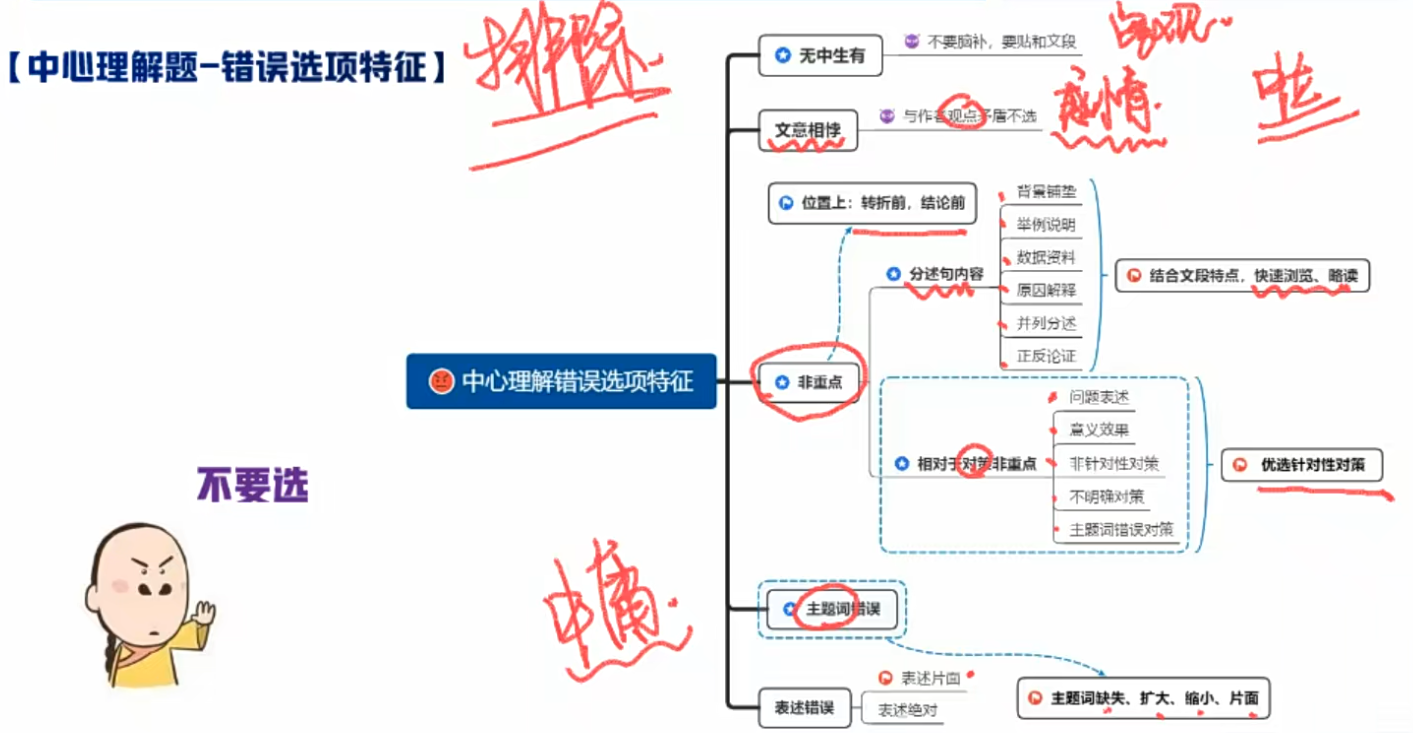 【中心理解题-错误选项特征】
排除
不要选
中庸
中心理解错误选项特征
无中生有
不要脑补，要贴和文段
客观
文意相悖
与作者观点矛盾不选
感情
非重点
位置上：转折前，结论前
分述句内容
背景铺垫
举例说明
数据资料
原因解释
并列分述
正反论证
结合文段特点，快速浏览、略读
相对于对策非重点
问题表述
意义效果
非针对性对策
不明确对策
主题词错误对策
优选针对性对策
主题词错误
主题词缺失、扩大、缩小、片面
表述错误
表述片面
表述绝对